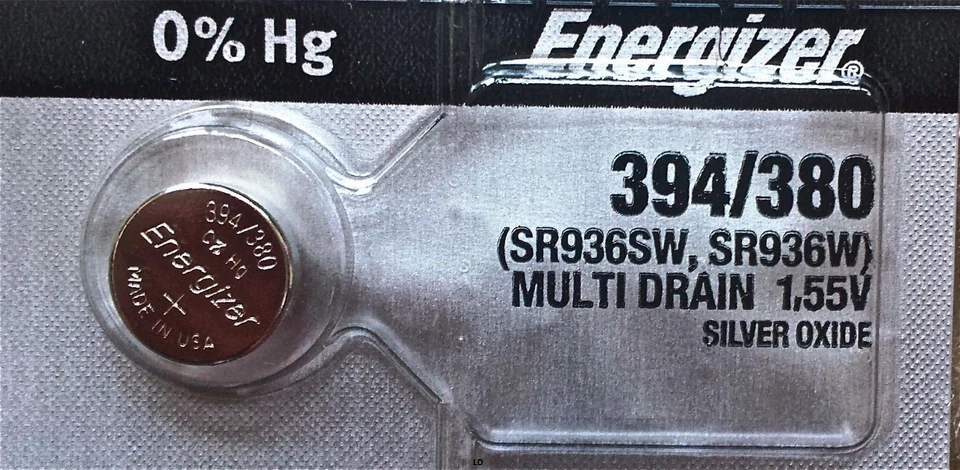 0% Hg
Energizer®
394/380
(SR936SW, SR936W)
MULTI DRAIN 1.55V
SILVER OXIDE
394/380
0% Hg
Energizer
+
MADE IN USA
LD